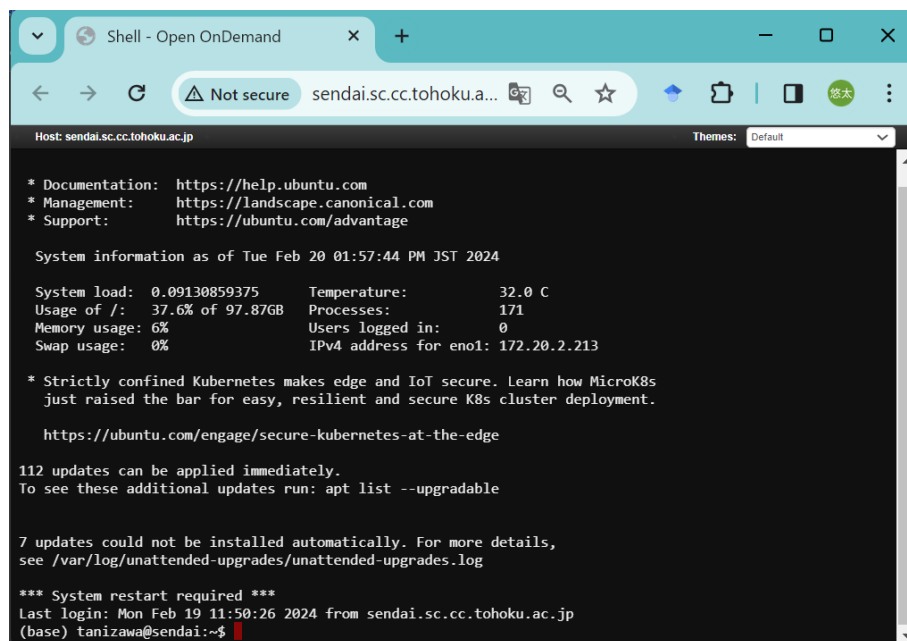 Shell - Open OnDemand
Not secure sendai.sc.cc.tohoku.a...
悠太
Host: sendai.sc.cc.tohoku.ac.jp Themes: Default
* Documentation: https://help.ubuntu.com
* Management: https://landscape.canonical.com
* Support: https://ubuntu.com/advantage
System information as of Tue Feb 20 01:57:44 PM JST 2024
System load: 0.09130859375 Temperature: 32.0 C
Usage of /: 37.6% of 97.87GB Processes: 171
Memory usage: 6% Users logged in: 0
Swap usage: 0% IPv4 address for eno1: 172.20.2.213
* Strictly confined Kubernetes makes edge and IoT secure. Learn how MicroK8s
just raised the bar for easy, resilient and secure K8s cluster deployment.
https://ubuntu.com/engage/secure-kubernetes-at-the-edge
112 updates can be applied immediately.
To see these additional updates run: apt list --upgradable
7 updates could not be installed automatically. For more details,
see /var/log/unattended-upgrades/unattended-upgrades.log
*** System restart required ***
Last login: Mon Feb 19 11:50:26 2024 from sendai.sc.cc.tohoku.ac.jp
(base) tanizawa@sendai:~$